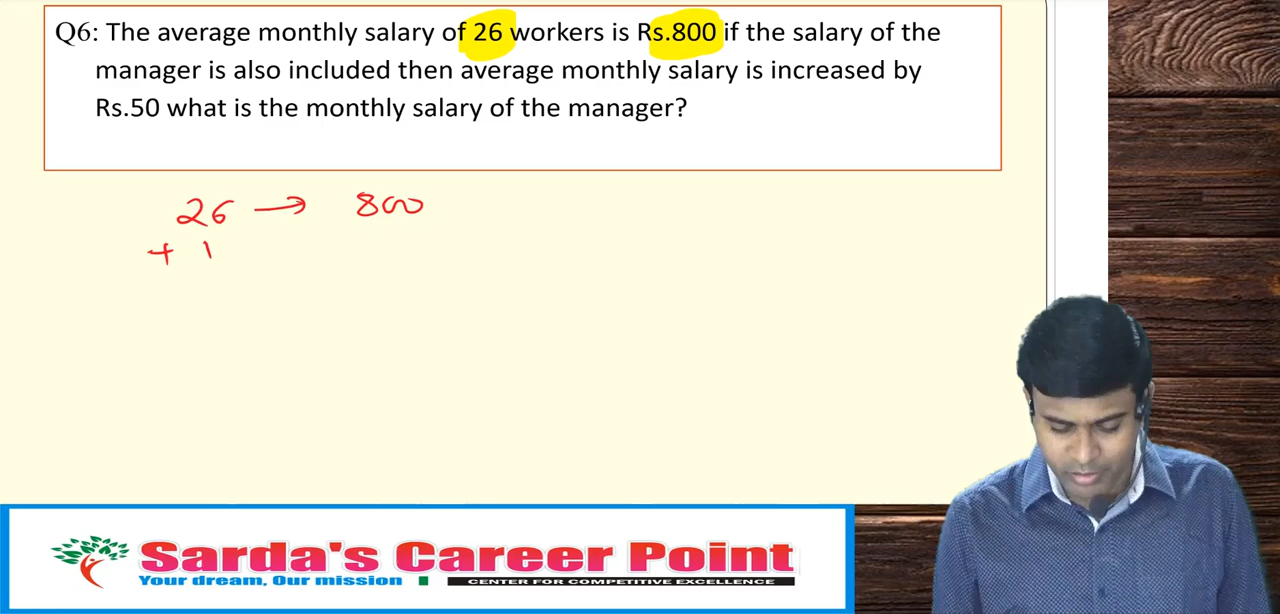 Q6: The average monthly salary of 26 workers is Rs.800 if the salary of the
manager is also included then average monthly salary is increased by
Rs.50 what is the monthly salary of the manager?
26 → 800
+ 1
Sarda's Career Point
Your dream, Our mission
CENTER FOR COMPETITIVE EXCELLENCE